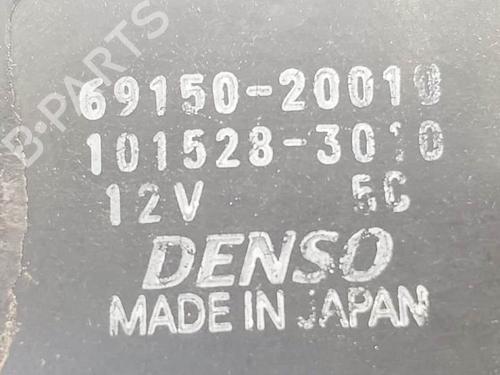 B-PARTS
69150-20010
101528-3010
12V 5C
DENSO
MADE IN JAPAN